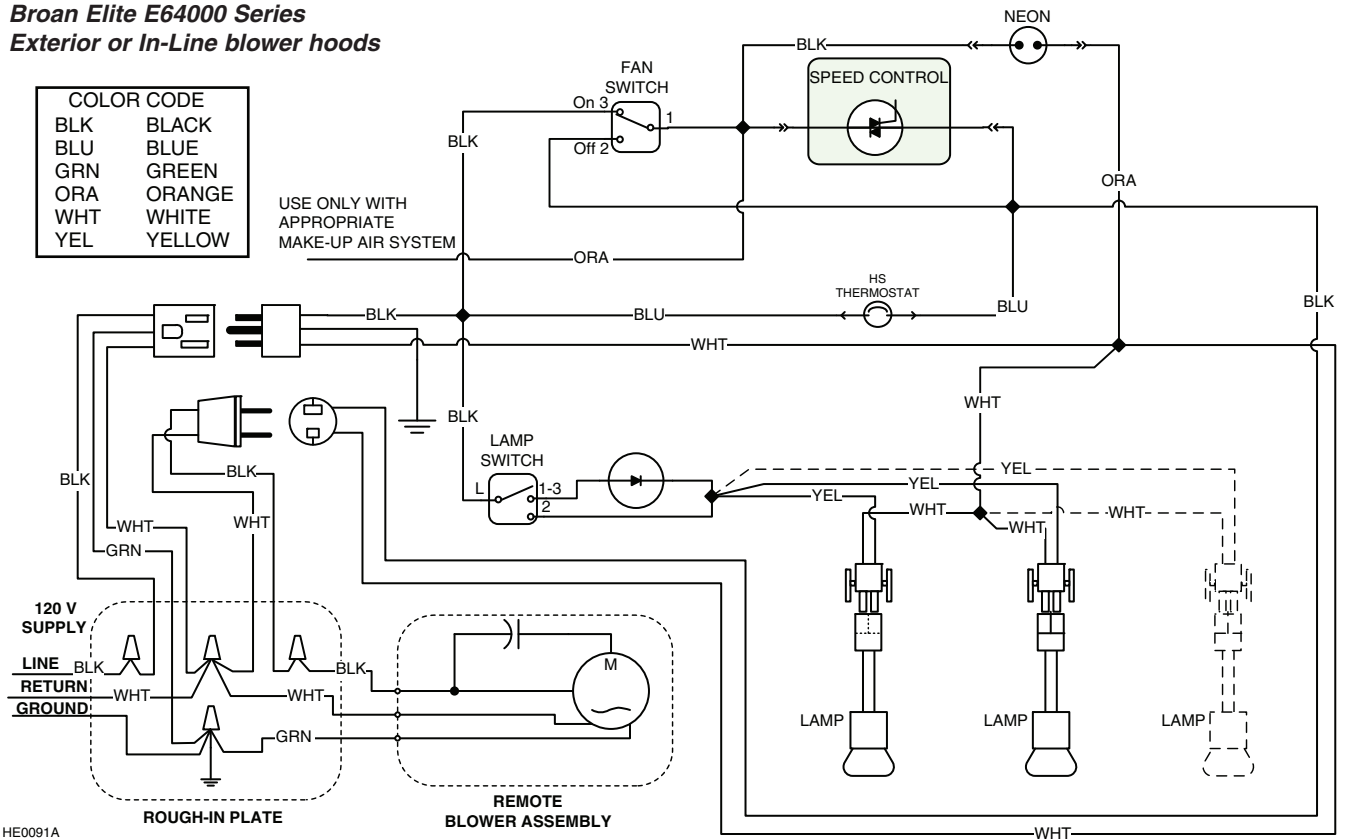 Broan Elite E64000 Series
Exterior or In-Line blower hoods
COLOR CODE
BLK BLACK
BLU BLUE
GRN GREEN
ORA ORANGE
WHT WHITE
YEL YELLOW
NEON
BLK
FAN
SWITCH
On 3
1
Off 2
SPEED CONTROL
BLK
ORA
USE ONLY WITH
APPROPRIATE
MAKE-UP AIR SYSTEM
ORA
HS
THERMOSTAT
BLK
BLU
BLU
BLK
WHT
WHT
BLK
LAMP
SWITCH
L
1-3
2
YEL
YEL
YEL
WHT
WHT
WHT
BLK
BLK
WHT
WHT
GRN
120 V
SUPPLY
LINE
BLK
RETURN
WHT
GROUND
BLK
WHT
GRN
M
LAMP
LAMP
LAMP
ROUGH-IN PLATE
REMOTE
BLOWER ASSEMBLY
WHT
HE0091A